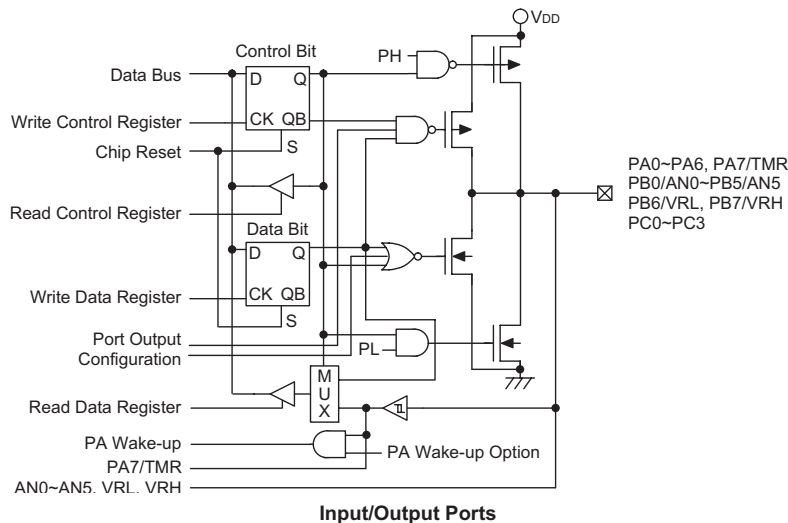 VDD
Control Bit
PH
Data Bus
D Q
Write Control Register
CK QB
Chip Reset
S
PA0~PA6, PA7/TMR
PB0/AN0~PB5/AN5
PB6/VRL, PB7/VRH
PC0~PC3
Read Control Register
Data Bit
D Q
Write Data Register
CK QB
S
Port Output
Configuration
PL
M
U
X
Read Data Register
PA Wake-up
PA Wake-up Option
PA7/TMR
AN0~AN5, VRL, VRH
Input/Output Ports